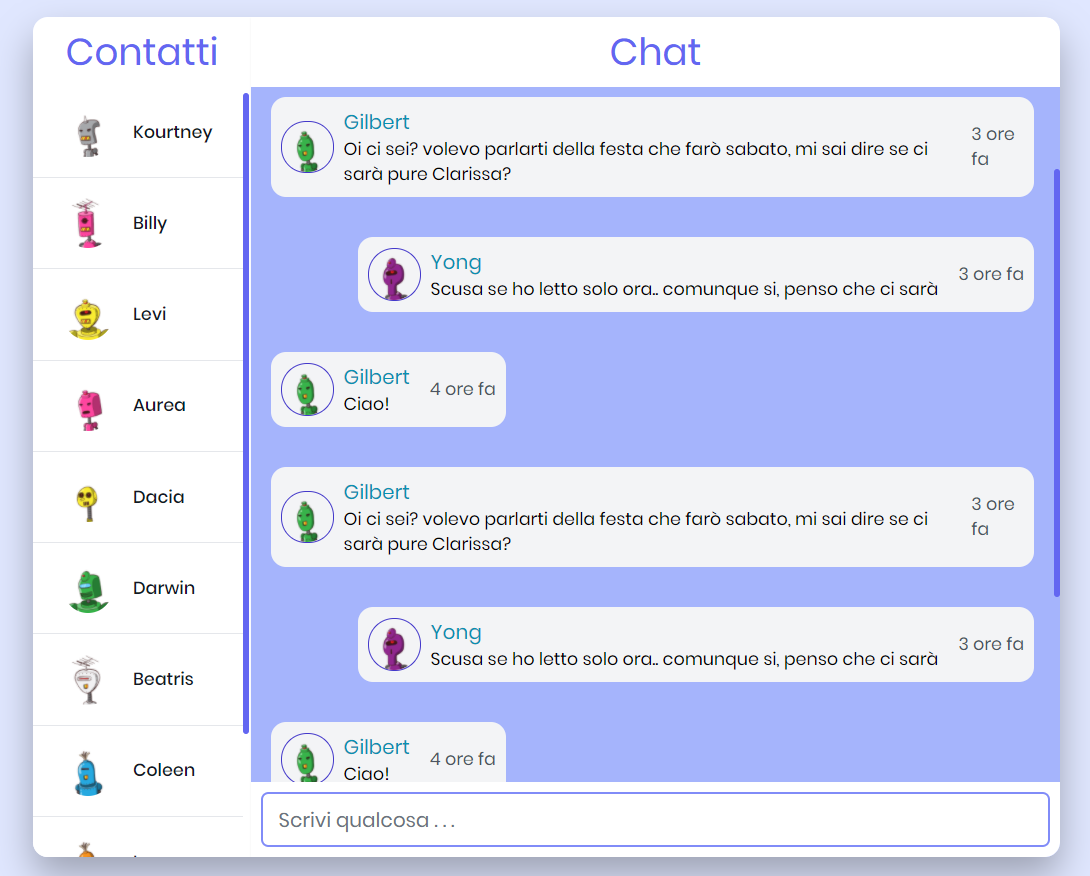 Contatti
Kourtney
Billy
Levi
Aurea
Dacia
Darwin
Beatris
Coleen
Chat
Gilbert
Oi ci sei? volevo parlarti della festa che farò sabato, mi sai dire se ci
sarà pure Clarissa?
3 ore
fa
Yong
Scusa se ho letto solo ora.. comunque si, penso che ci sarà
3 ore fa
Gilbert
Ciao!
4 ore fa
Gilbert
Oi ci sei? volevo parlarti della festa che farò sabato, mi sai dire se ci
sarà pure Clarissa?
3 ore
fa
Yong
Scusa se ho letto solo ora.. comunque si, penso che ci sarà
3 ore fa
Gilbert
Ciao!
4 ore fa
Scrivi qualcosa . . .